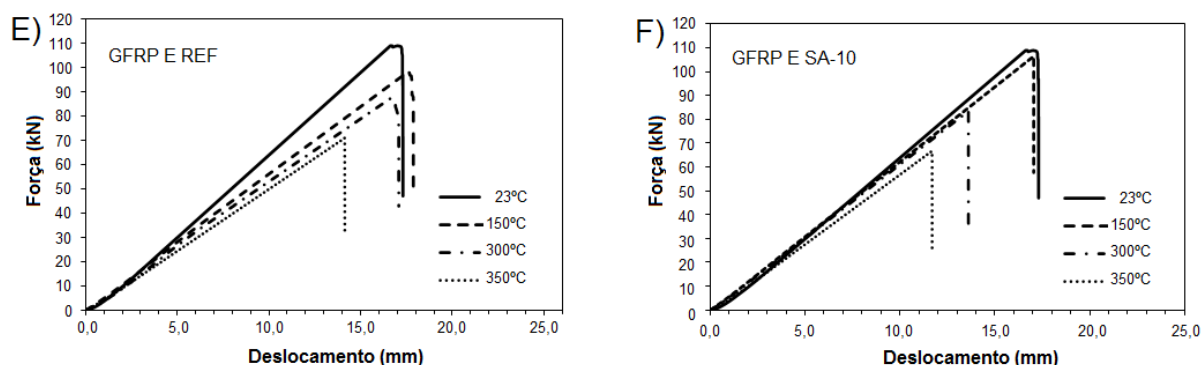 E)
GFRP E REF
Força (kN)
120
110
100
90
80
70
60
50
40
30
20
10
0
23ºC
150ºC
300ºC
350ºC
0,0 5,0 10,0 15,0 20,0 25,0
Deslocamento (mm)
F)
GFRP E SA-10
Força (kN)
120
110
100
90
80
70
60
50
40
30
20
10
0
23ºC
150ºC
300ºC
350ºC
0,0 5,0 10,0 15,0 20,0 25,0
Deslocamento (mm)